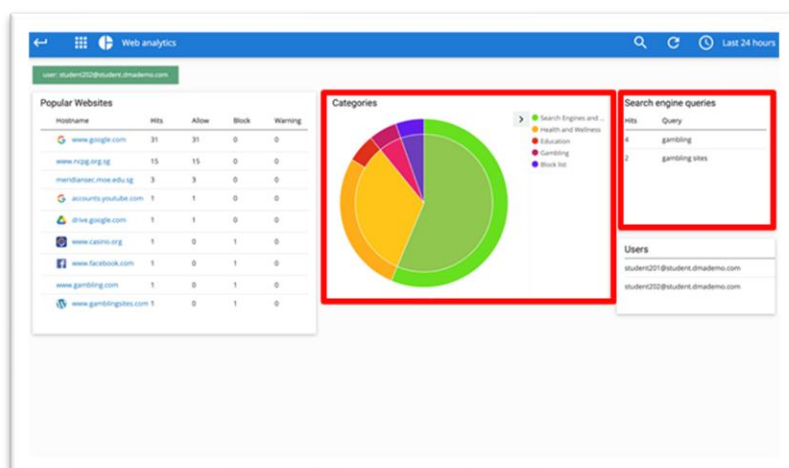 Web analytics
Last 24 hours
user: student202@student.dmademo.com
Popular Websites
Hostname Hits Allow Block Warning
www.google.com 31 31 0 0
www.ncpg.org.sg 15 15 0 0
meridiansec.moe.edu.sg 3 3 0 0
accounts.youtube.com 1 1 0 0
drive.google.com 1 1 0 0
www.casino.org 1 0 1 0
www.facebook.com 1 0 1 0
www.gambling.com 1 0 1 0
www.gamblingsites.com 1 0 1 0
Categories
Search Engines and ...
Health and Wellness
Education
Gambling
Block list
Search engine queries
Hits Query
4 gambling
2 gambling sites
Users
student201@student.dmademo.com
student202@student.dmademo.com